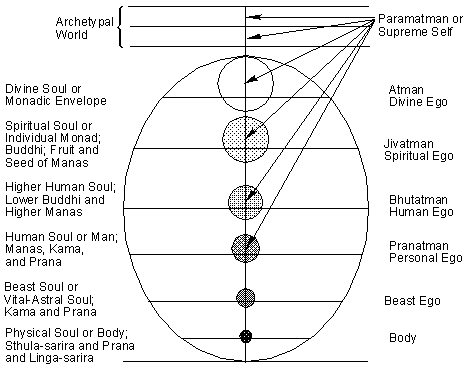 Archetypal
World
Paramatman or
Supreme Self
Divine Soul or
Monadic Envelope
Atman
Divine Ego
Spiritual Soul or
Individual Monad;
Buddhi; Fruit and
Seed of Manas
Jivatman
Spiritual Ego
Higher Human Soul;
Lower Buddhi and
Higher Manas
Bhutatman
Human Ego
Human Soul or Man;
Manas, Kama,
and Prana
Pranatman
Personal Ego
Beast Soul or
Vital-Astral Soul;
Kama and Prana
Beast Ego
Physical Soul or Body;
Sthula-sarira and Prana
and Linga-sarira
Body